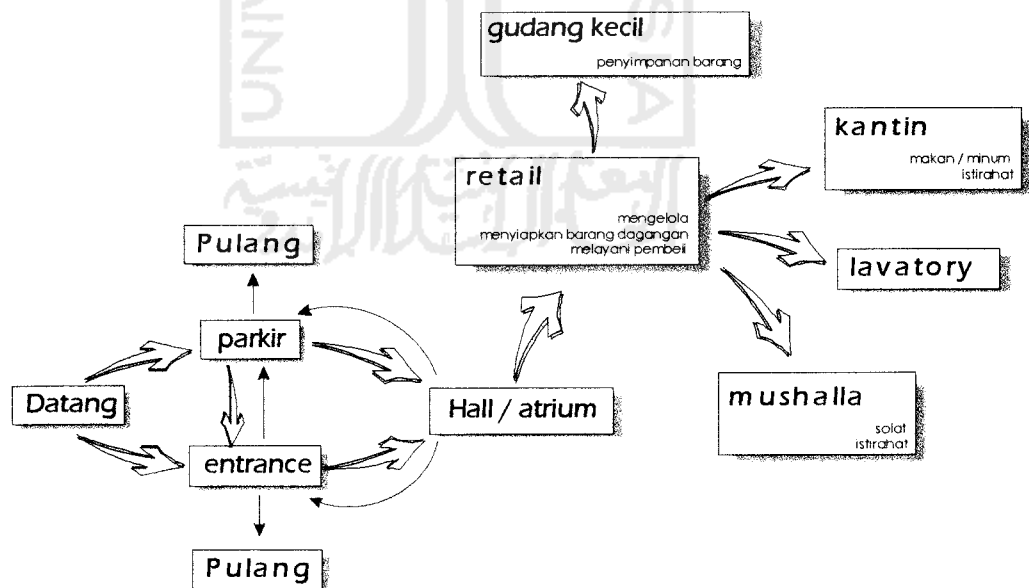 gudang kecil
penyimpanan barang
kantin
makan / minum
istirahat
retail
mengelola
menyiapkan barang dagangan
melayani pembeli
Pulang
lavatory
parkir
Datang
Hall / atrium
mushalla
solat
istirahat
entrance
Pulang